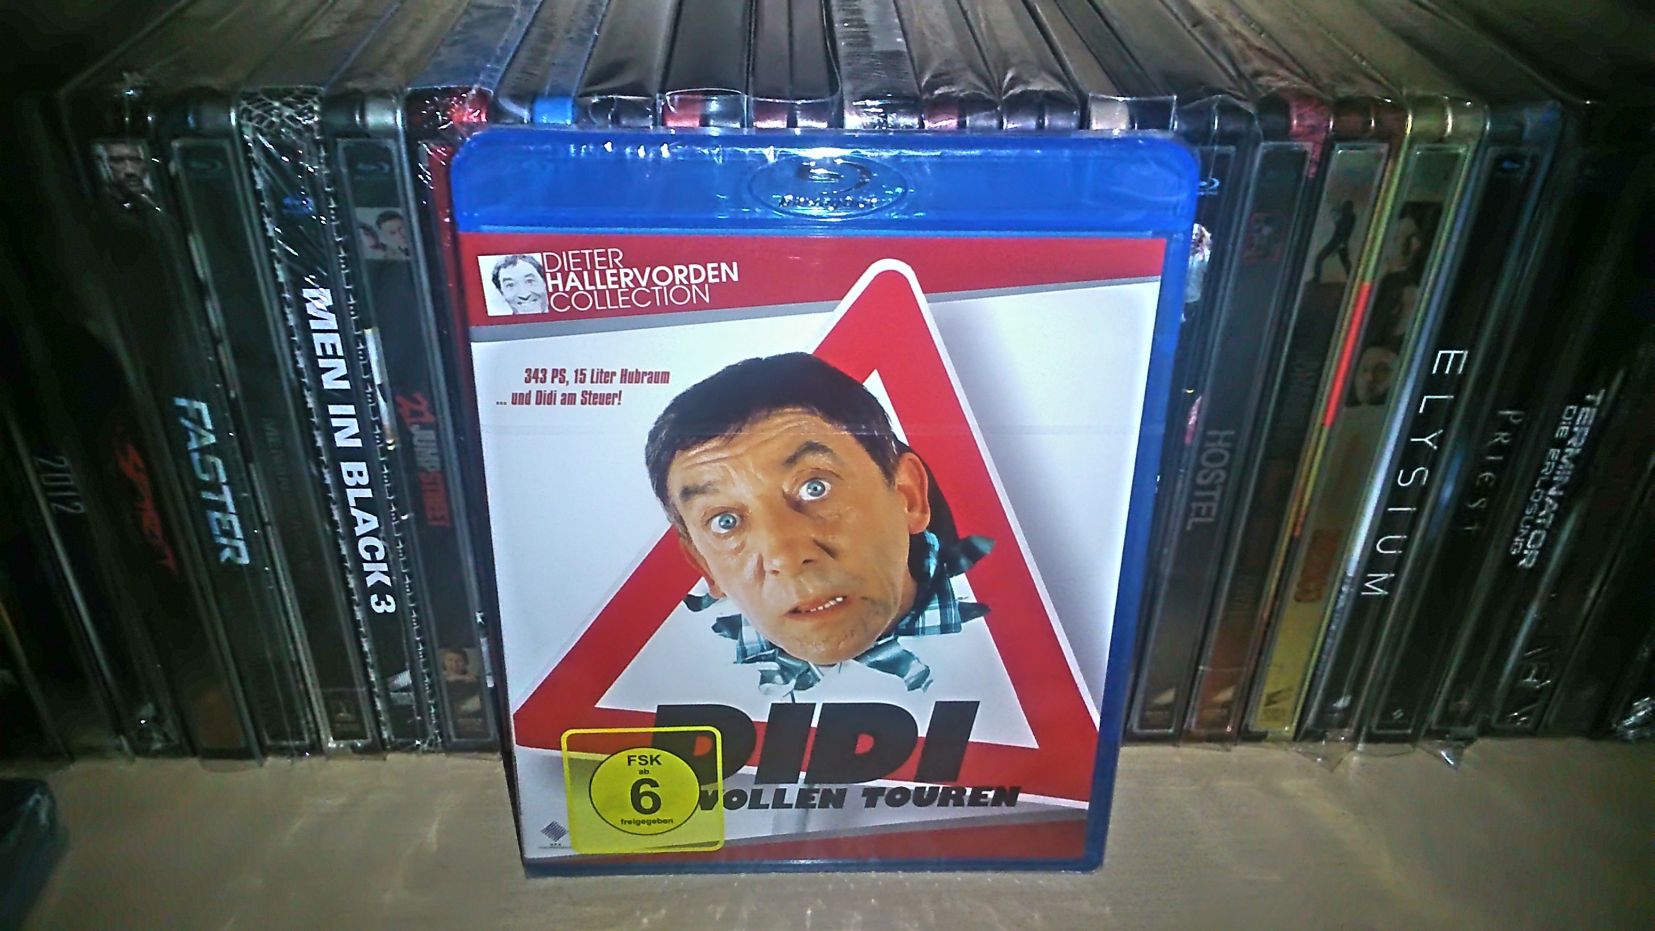 DIETER
HALLERVORDEN
COLLECTION
343 PS, 15 Liter Hubraum
... und Didi am Steuer!
DIDI
VOLLEN TOUREN
FSK
ab
6
freigegeben
2012
FASTER
MEN IN BLACK 3
21 JUMP STREET
HOSTEL
ELYSIUM
PRIEST
TERMINATOR
DIE ERLÖSUNG